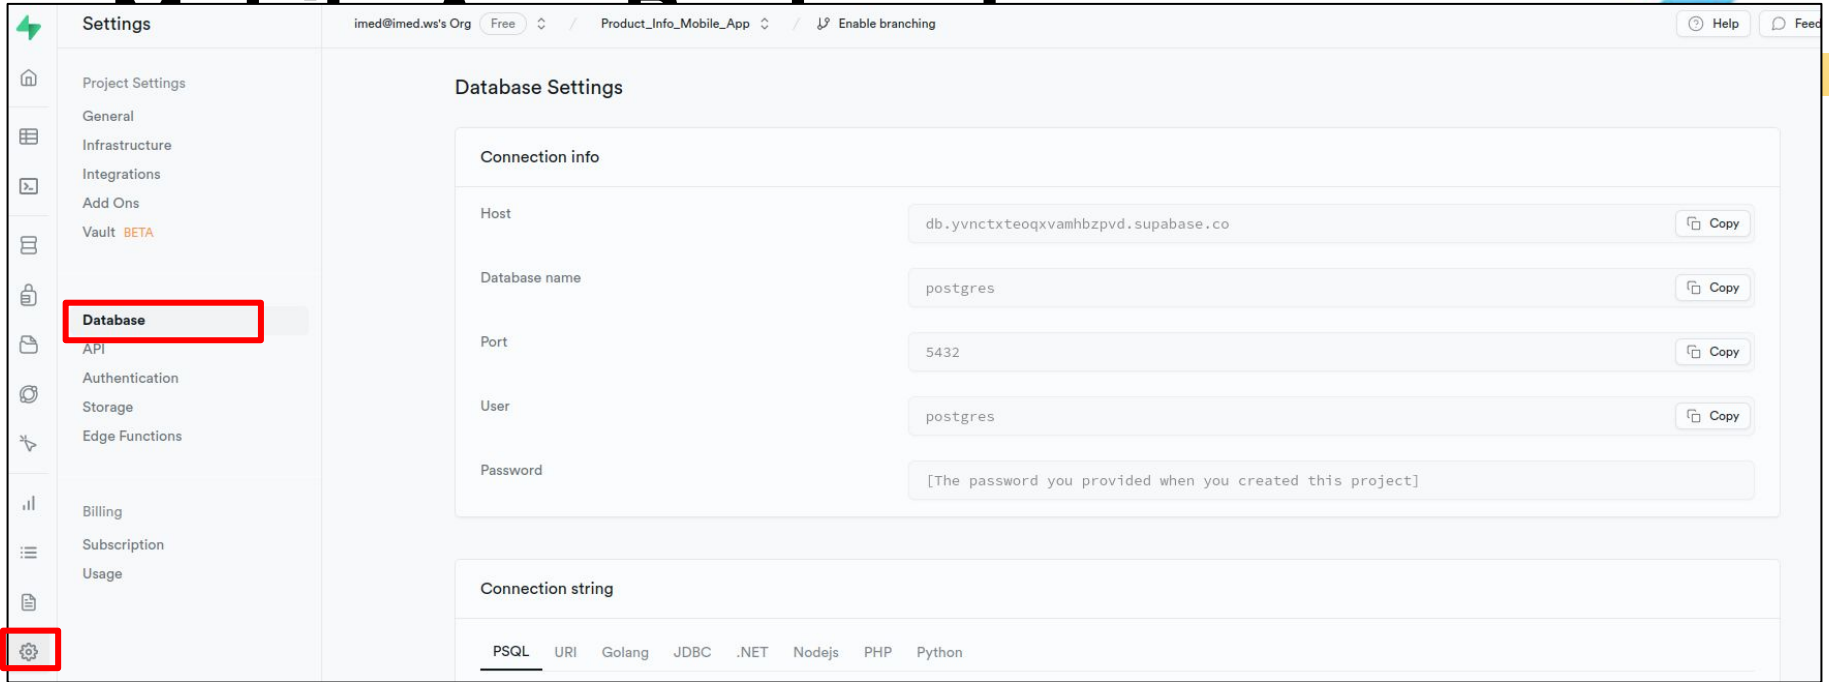 Settings
imed@imed.ws's Org Free / Product_Info_Mobile_App / Enable branching
Help
Feed
Project Settings
General
Infrastructure
Integrations
Add Ons
Vault BETA
Database
API
Authentication
Storage
Edge Functions
Billing
Subscription
Usage
Database Settings
Connection info
Host
db.yvnctxteoqxvamhbzpvd.supabase.co
Copy
Database name
postgres
Copy
Port
5432
Copy
User
postgres
Copy
Password
[The password you provided when you created this project]
Connection string
PSQL URI Golang JDBC .NET Nodejs PHP Python